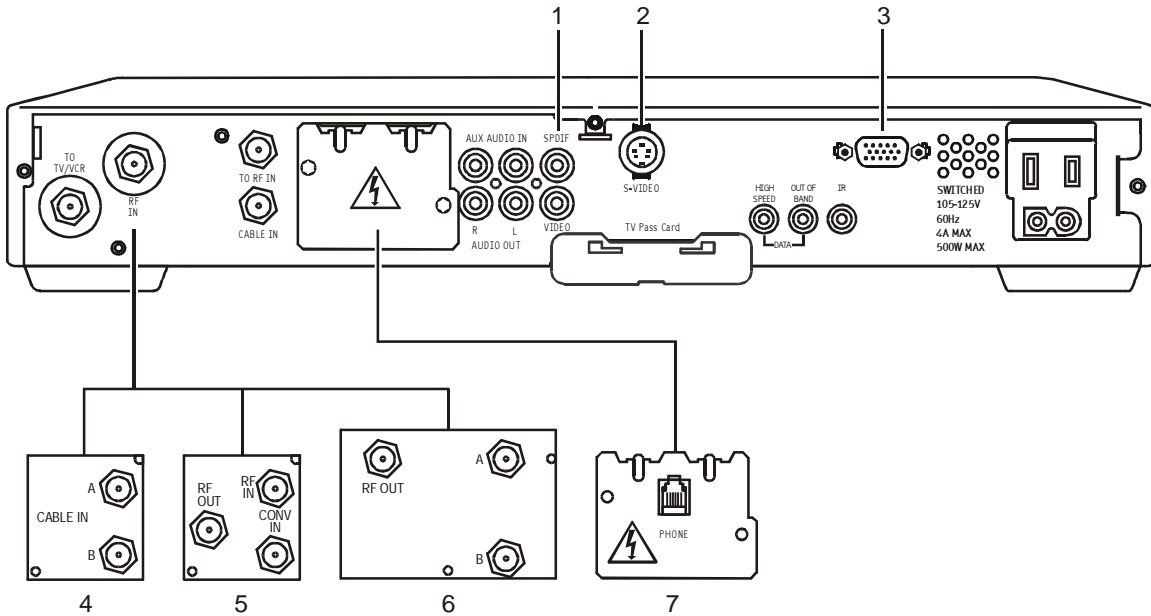 1
2
3
TO
TV/VCR
RF
IN
TO RF IN
CABLE IN
AUX AUDIO IN
SPDIF
R
L
VIDEO
AUDIO OUT
S-VIDEO
TV Pass Card
HIGH
SPEED
OUT OF
BAND
IR
DATA
SWITCHED
105-125V
60Hz
4A MAX
500W MAX
A
CABLE IN
B
RF
OUT
RF
IN
CONV
IN
RF OUT
A
B
PHONE
4
5
6
7